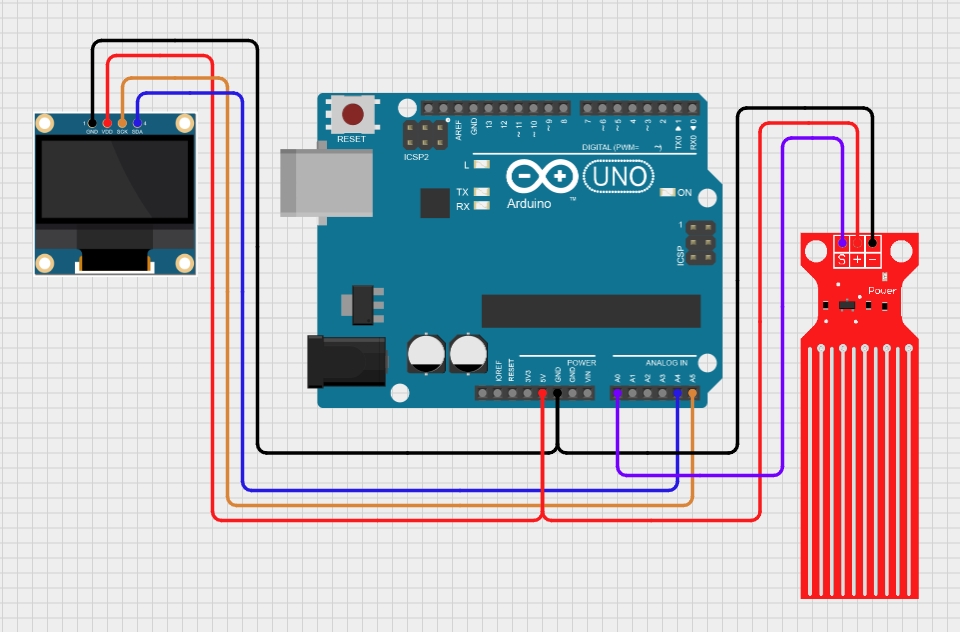 1 GND VDD SCK SDA 4
RESET
ICSP2
AREF
GND
13
12
~11
~10
~9
8
7
~6
~5
4
~3
2
TX0 ▶ 1
RX0 ◀ 0
DIGITAL (PWM= ~)
L
TX
RX
UNO
Arduino
TM
ON
1
ICSP
POWER
ANALOG IN
IOREF
RESET
3V3
5V
GND
GND
VIN
A0
A1
A2
A3
A4
A5
S + -
Power